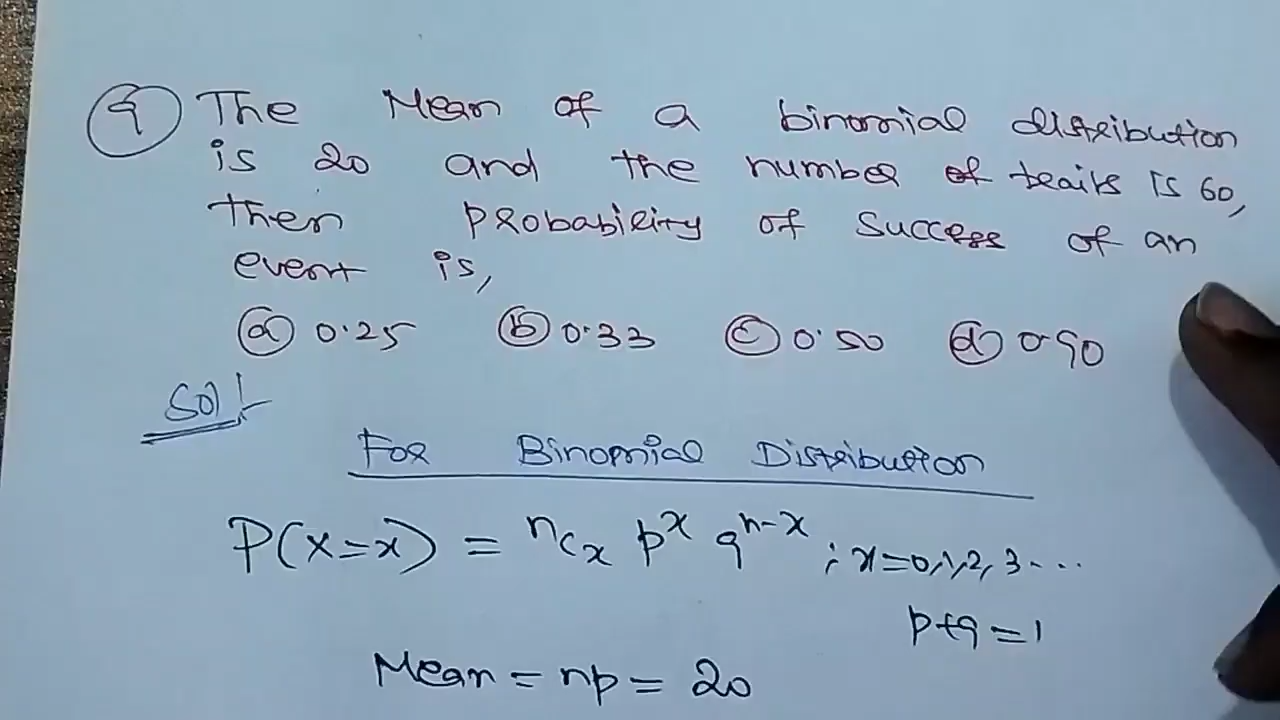 9 The Mean of a binomial distribution
is 20 and the number of trails is 60,
then probability of success of an
event is,
(a) 0.25 (b) 0.33 (c) 0.50 (d) 0.90
Sol:-
For Binomial Distribution
P(X=x) = ⁿCₓ pˣ qⁿ⁻ˣ ; x=0,1,2,3....
p+q=1
Mean = np = 20